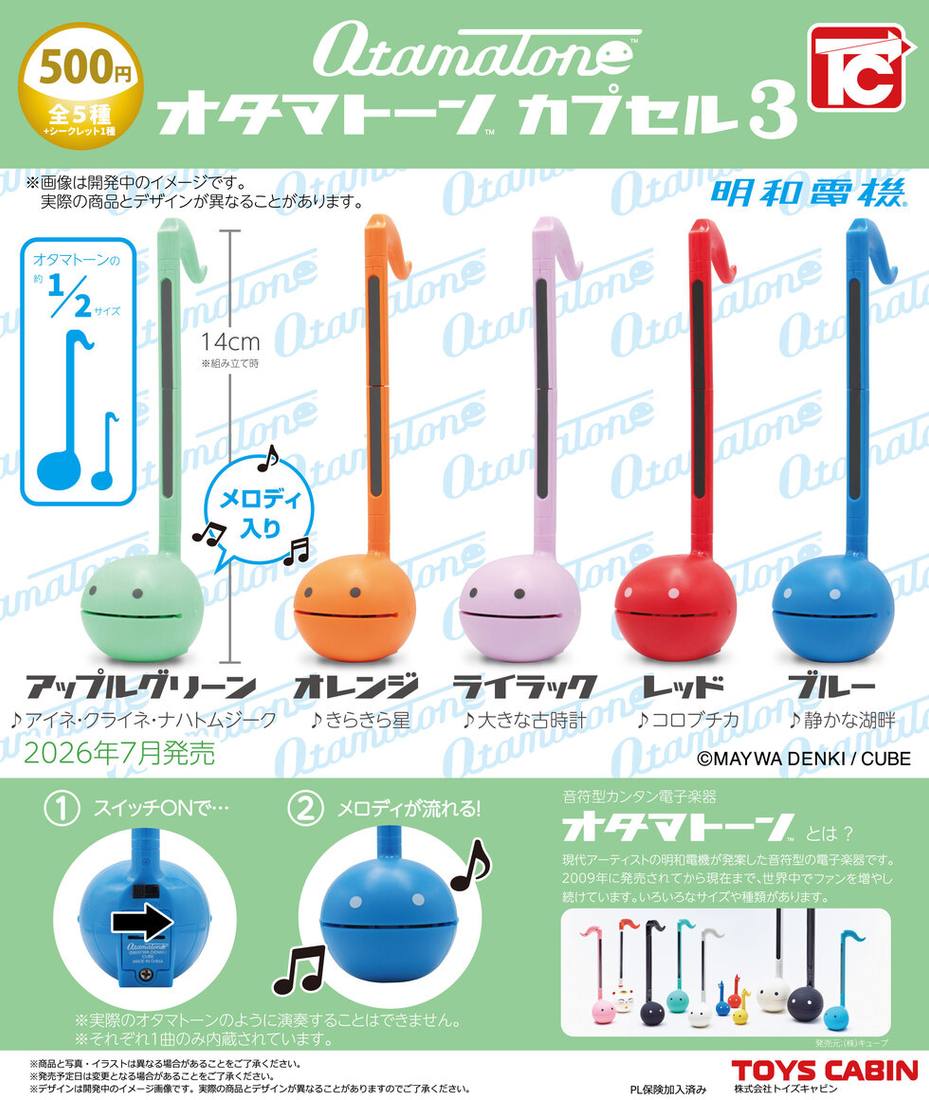 500円
全5種
+シークレット1種
Otamatone™
オタマトーン™ カプセル3
TC
※画像は開発中のイメージです。
実際の商品とデザインが異なることがあります。
明和電機®
オタマトーンの
約1/2サイズ
14cm
※組み立て時
メロディ
入り
アップルグリーン
♪アイネ・クライネ・ナハトムジーク
オレンジ
♪きらきら星
ライラック
♪大きな古時計
レッド
♪コロブチカ
ブルー
♪静かな湖畔
2026年7月発売
©MAYWA DENKI / CUBE
① スイッチONで…
② メロディが流れる!
Otamatone
©MAYWA DENKI
CUBE
MADE IN CHINA
※実際のオタマトーンのように演奏することはできません。
※それぞれ1曲のみ内蔵されています。
音符型カンタン電子楽器
オタマトーン™とは?
現代アーティストの明和電機が発案した音符型の電子楽器です。
2009年に発売されてから現在まで、世界中でファンを増やし
続けています。いろいろなサイズや種類があります。
発売元:(株)キューブ
※商品と写真・イラストは異なる場合があることをご了承ください。
※発売予定日は変更となる場合があることをご了承ください。
※デザインは開発中のイメージ画像です。実際の商品とデザインが異なることがありますのでご了承ください。
PL保険加入済み
TOYS CABIN
株式会社トイズキャビン